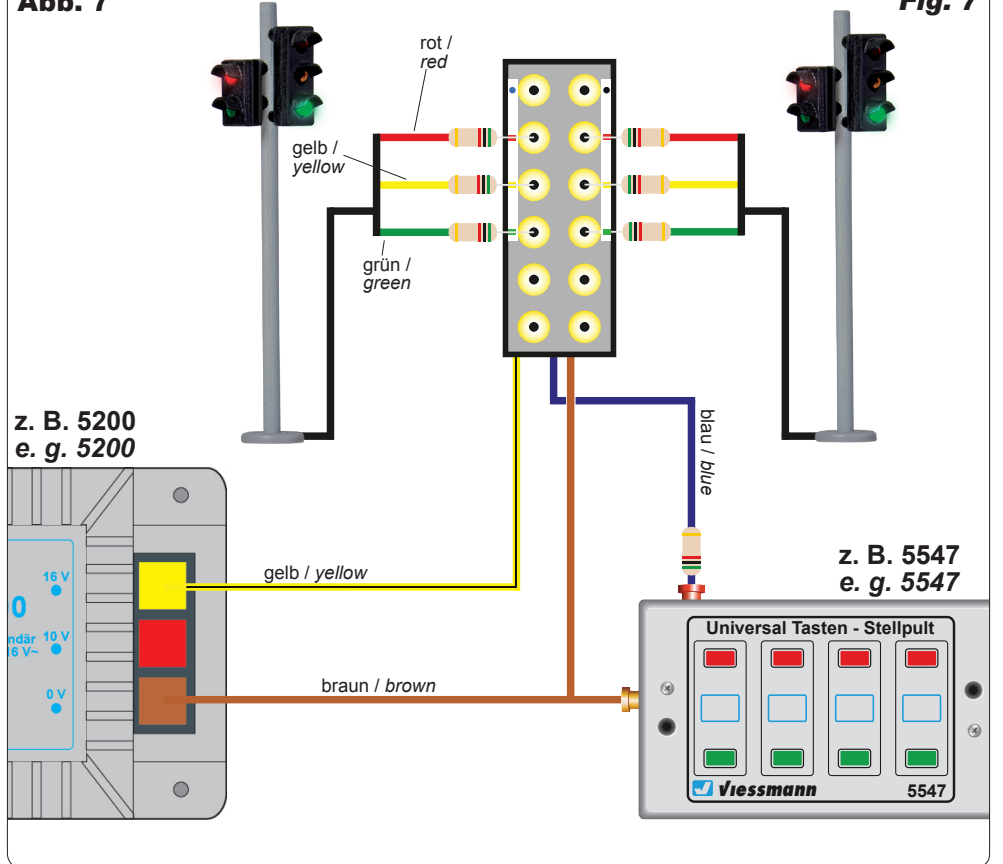 Abb. 7
Fig. 7
rot /
red
gelb /
yellow
grün /
green
z. B. 5200
e. g. 5200
blau / blue
16 V
gelb / yellow
0
ndär 10 V
16 V~
0 V
braun / brown
z. B. 5547
e. g. 5547
Universal Tasten - Stellpult
Viessmann
5547